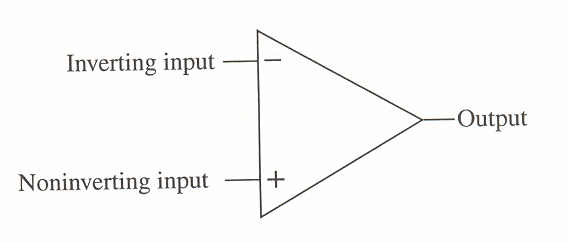 Inverting input
−
Output
Noninverting input
+